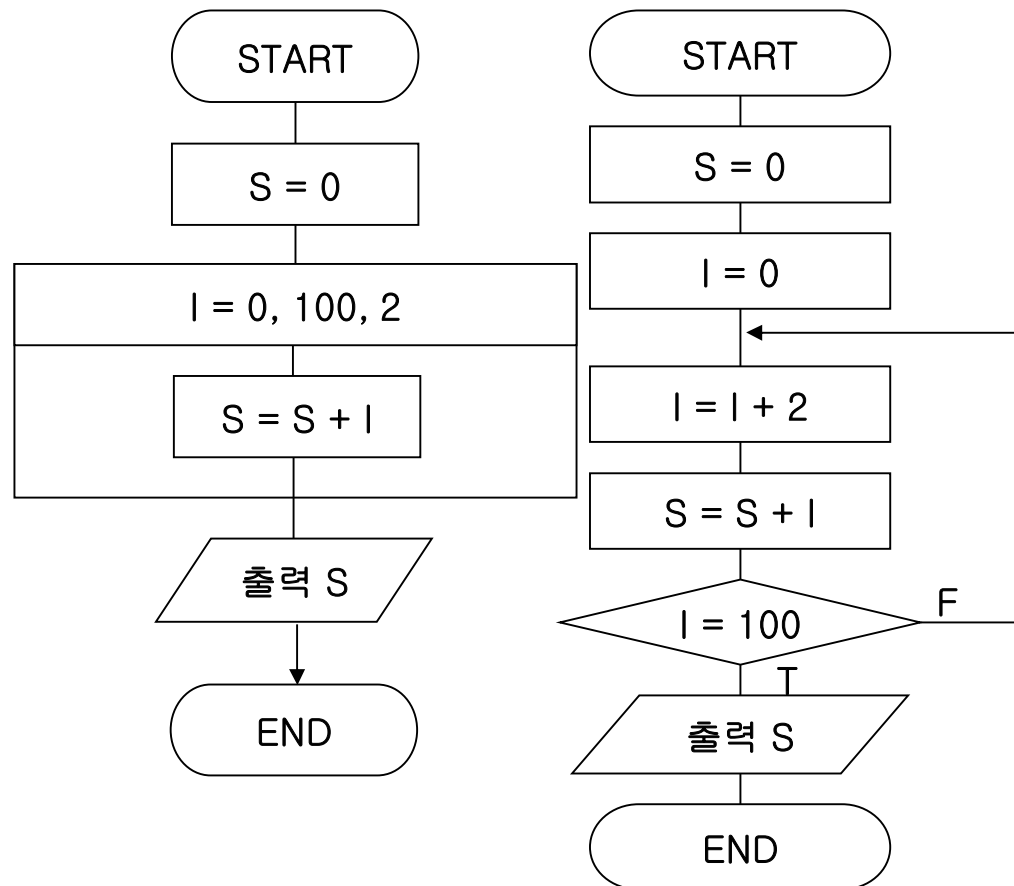 START
S = 0
I = 0, 100, 2
S = S + I
출력 S
END
START
S = 0
I = 0
I = I + 2
S = S + I
I = 100
F
T
출력 S
END